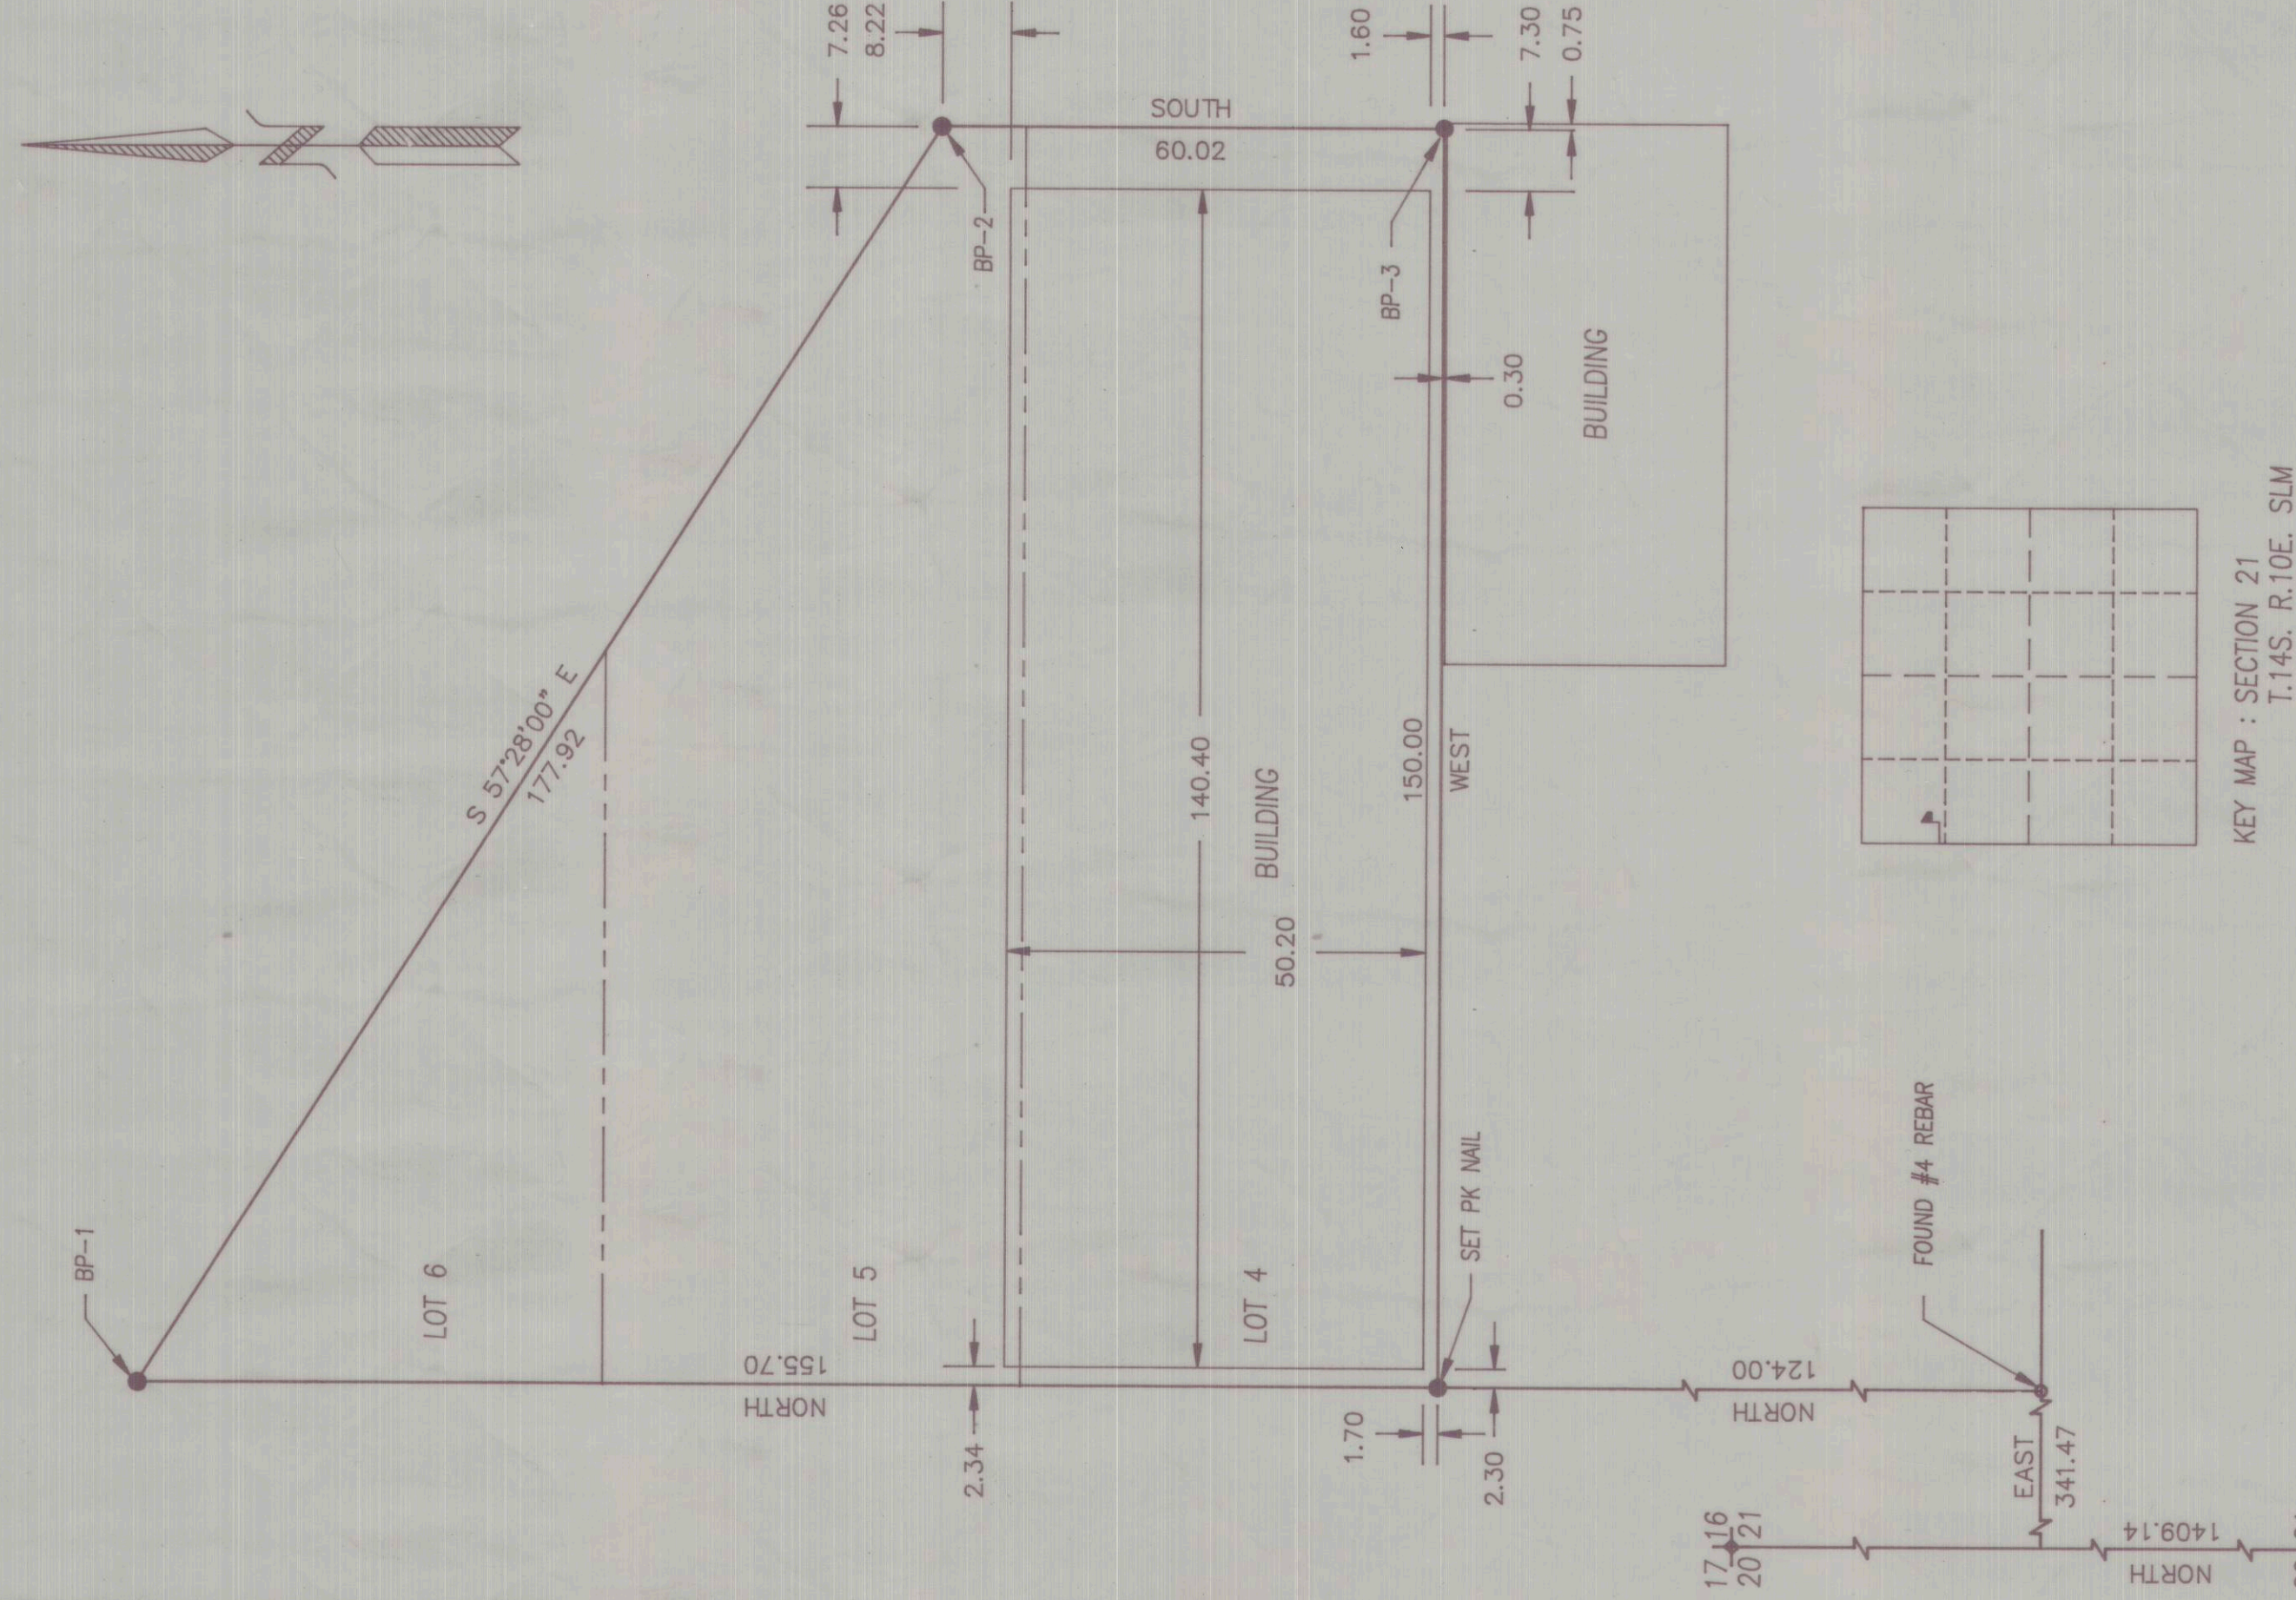 7.26
8.22
1.60
7.30
0.75
SOUTH
60.02
BP-2
BP-3
S 57°28'00" E
177.92
0.30
BUILDING
140.40
BUILDING
50.20
150.00
WEST
BP-1
LOT 6
LOT 5
LOT 4
155.70
NORTH
2.34
SET PK NAIL
1.70
2.30
FOUND #4 REBAR
124.00
NORTH
EAST
341.47
17 16
20 21
1409.14
NORTH
KEY MAP : SECTION 21
T.14S. R.10E. SLM